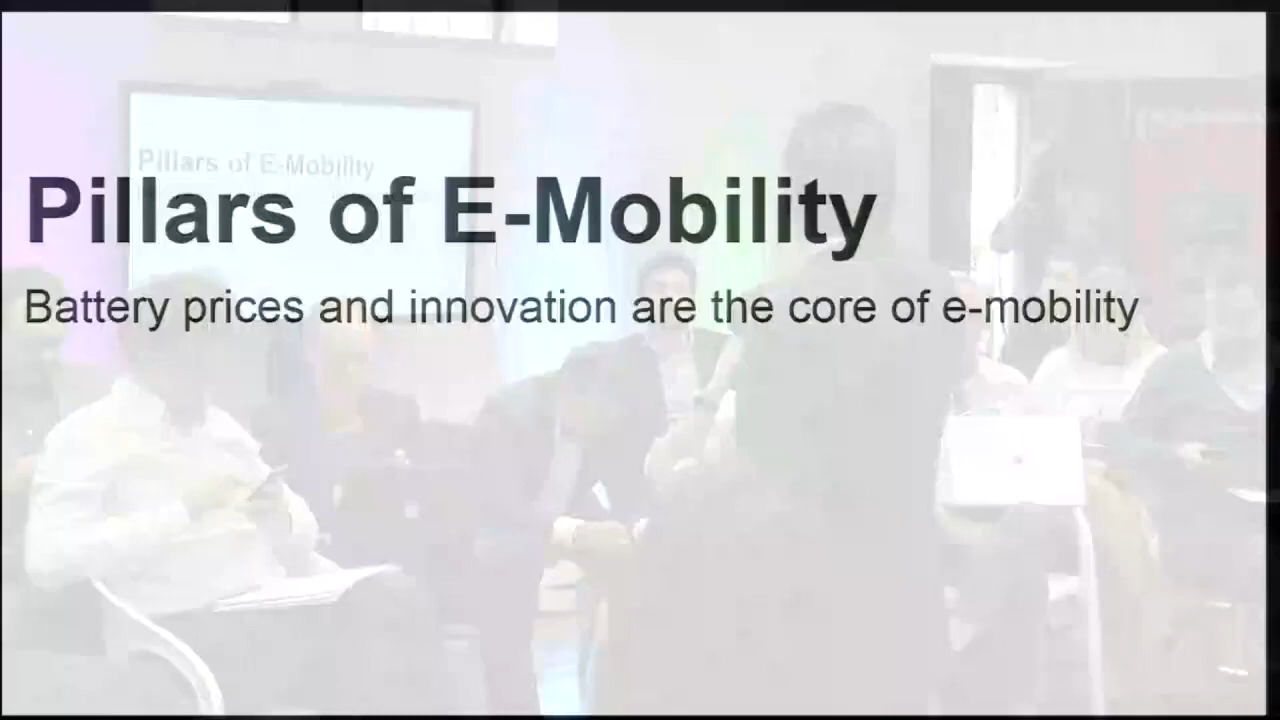 Pillars of E-Mobility
Pillars of E-Mobility
Battery prices and innovation are the core of e-mobility